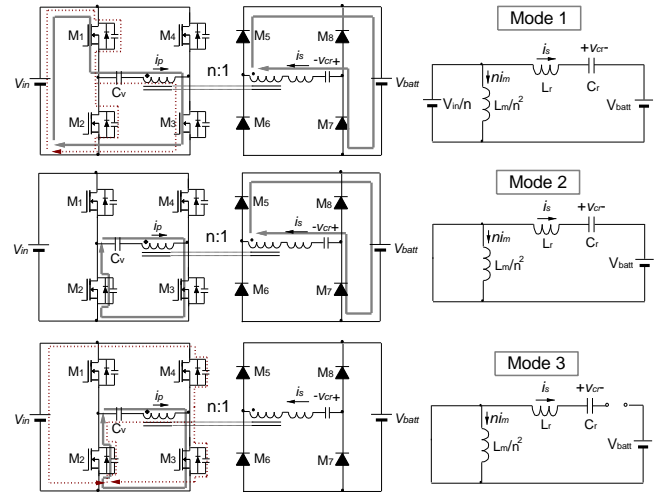 Mode 1
M1
M4
ip
n:1
M5
M8
is
-vcr+
Vin
Cv
Vbatt
M2
M3
M6
M7
is
+vcr-
nim
Lr
Cr
Vin/n
Lm/n2
Vbatt
Mode 2
M1
M4
ip
n:1
M5
M8
is
-vcr+
Vin
Cv
Vbatt
M2
M3
M6
M7
is
+vcr-
nim
Lr
Cr
Lm/n2
Vbatt
Mode 3
M1
M4
ip
n:1
M5
M8
is
-vcr+
Vin
Cv
Vbatt
M2
M3
M6
M7
is
+vcr-
nim
Lr
Cr
Lm/n2
Vbatt